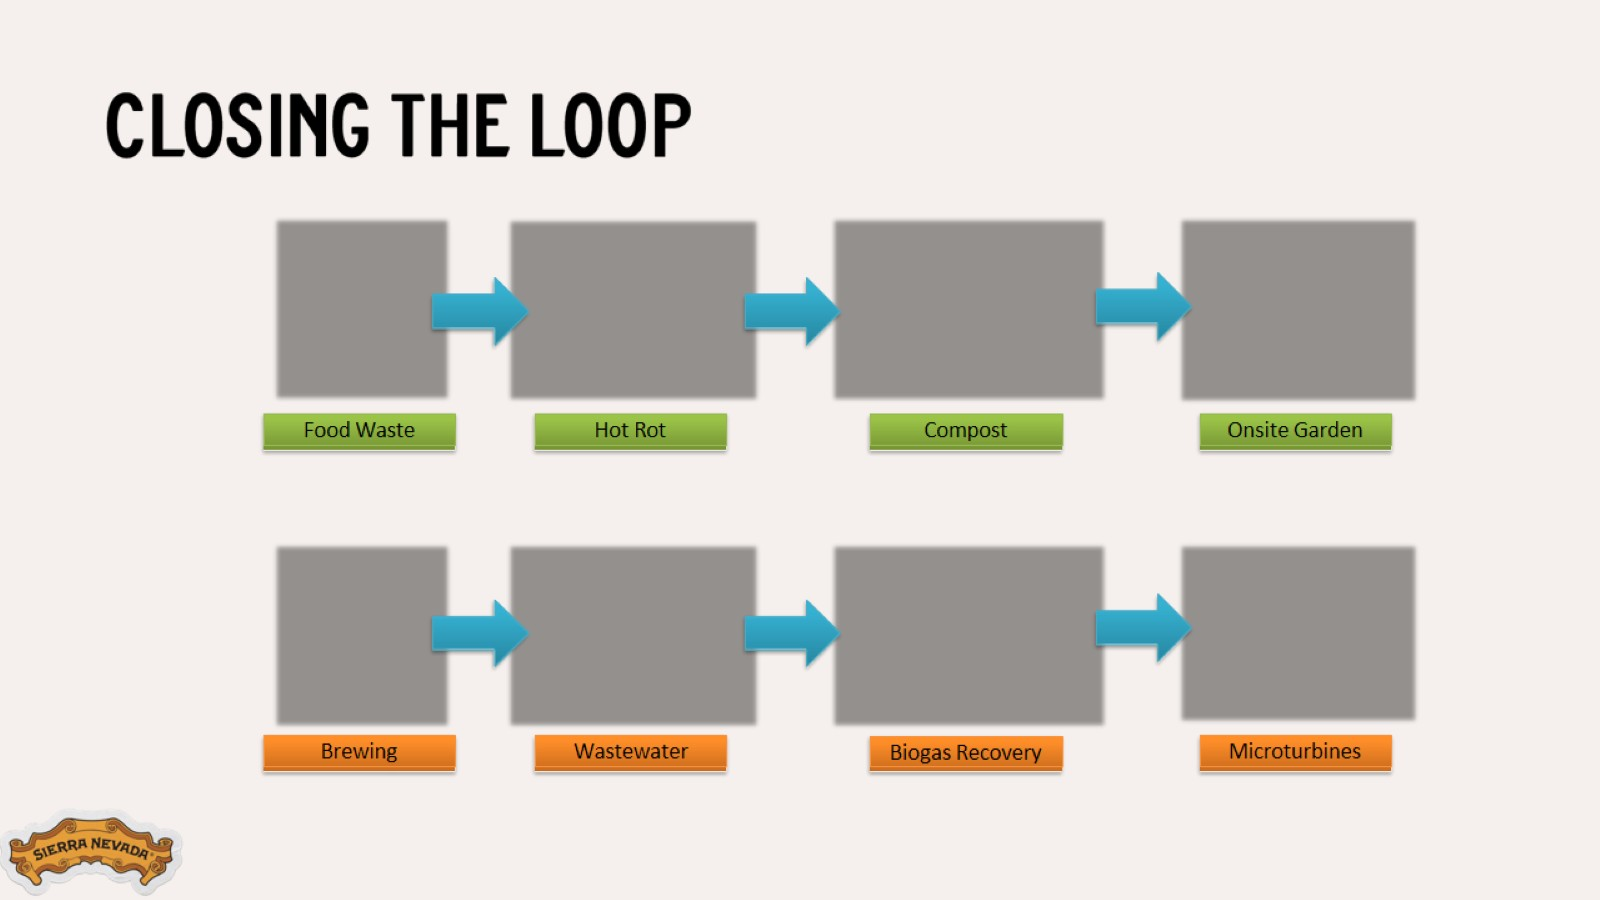 CLOSING THE LOOP
Food Waste
Hot Rot
Compost
Onsite Garden
Brewing
Wastewater
Biogas Recovery
Microturbines
SIERRA NEVADA